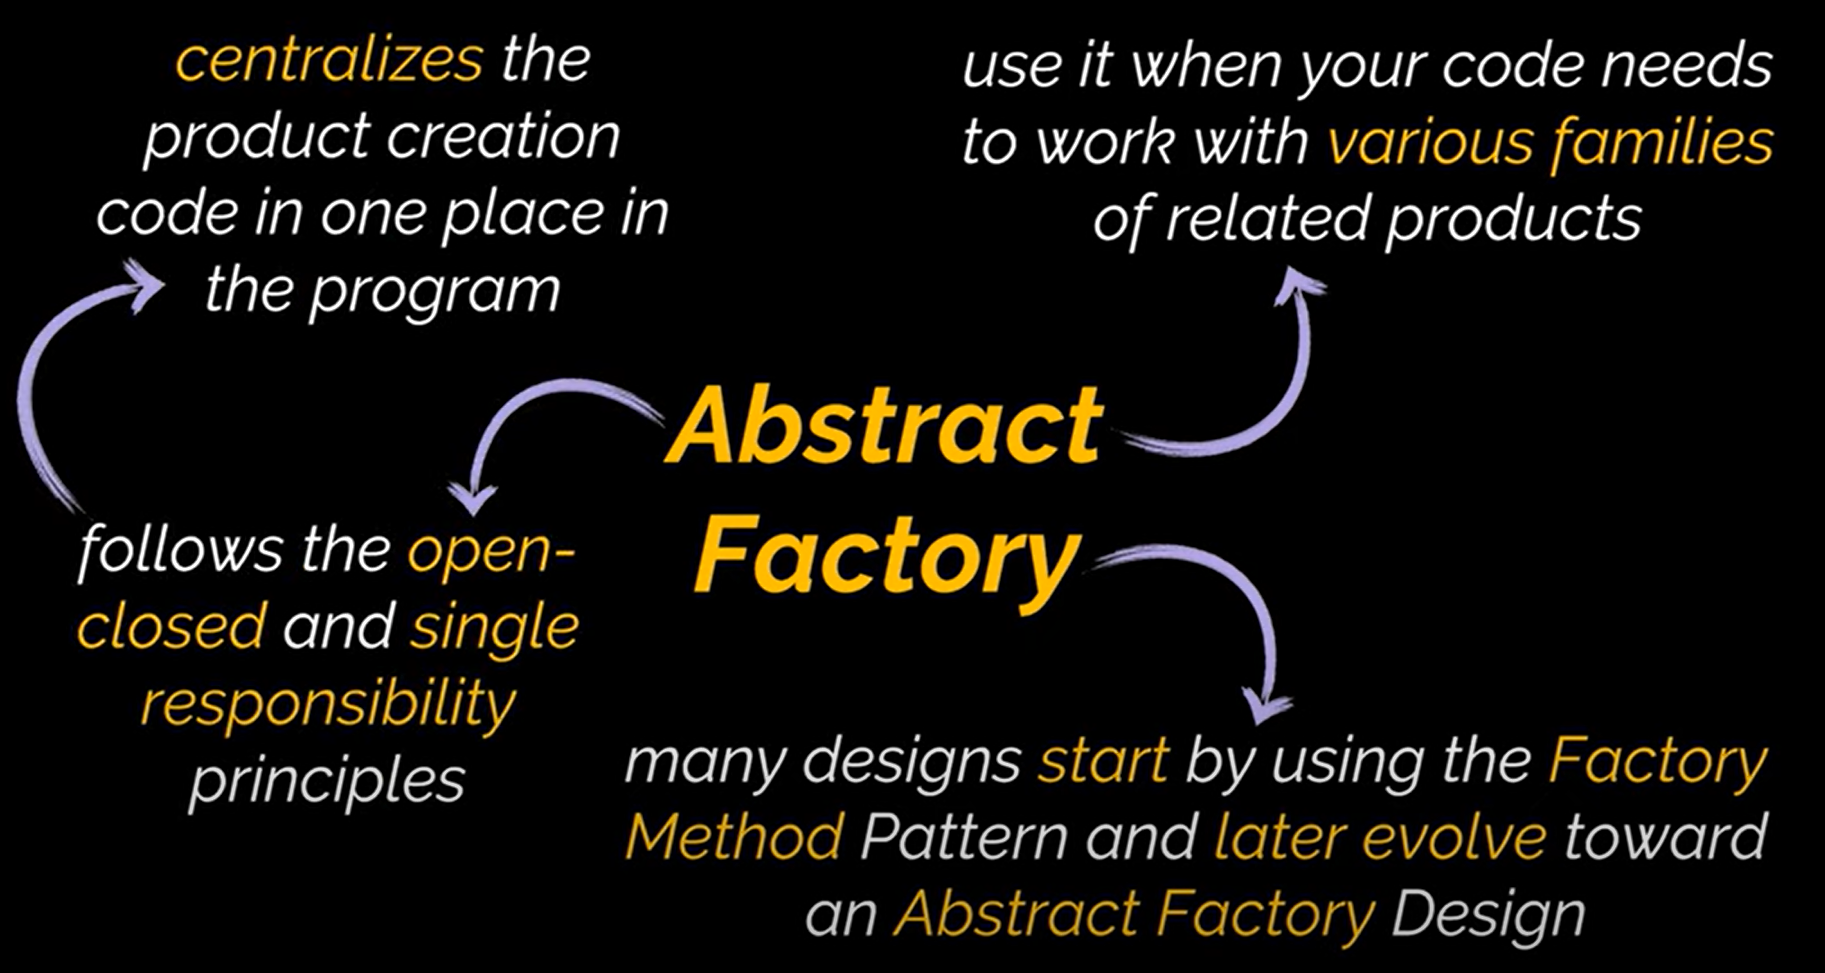 centralizes the
product creation
code in one place in
the program
use it when your code needs
to work with various families
of related products
Abstract
Factory
follows the open-
closed and single
responsibility
principles
many designs start by using the Factory
Method Pattern and later evolve toward
an Abstract Factory Design